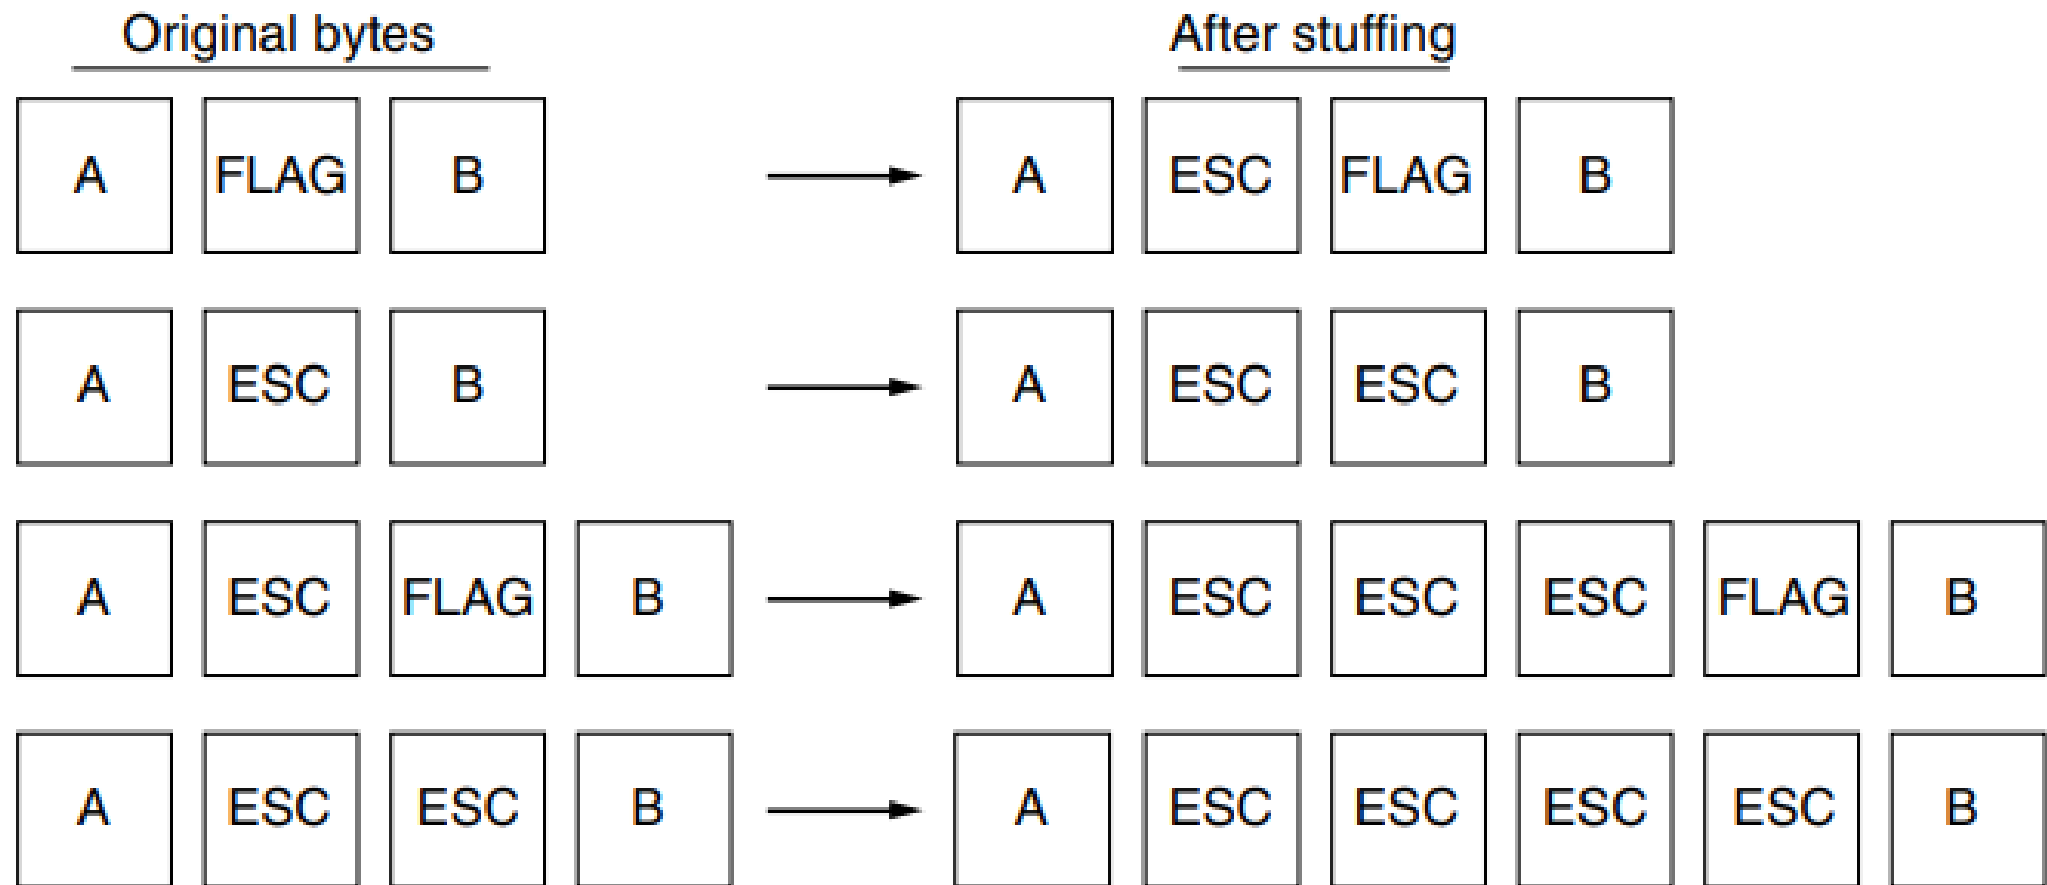 Original bytes After stuffing
A FLAG B A ESC FLAG B
A ESC B A ESC ESC B
A ESC FLAG B A ESC ESC ESC FLAG B
A ESC ESC B A ESC ESC ESC ESC B